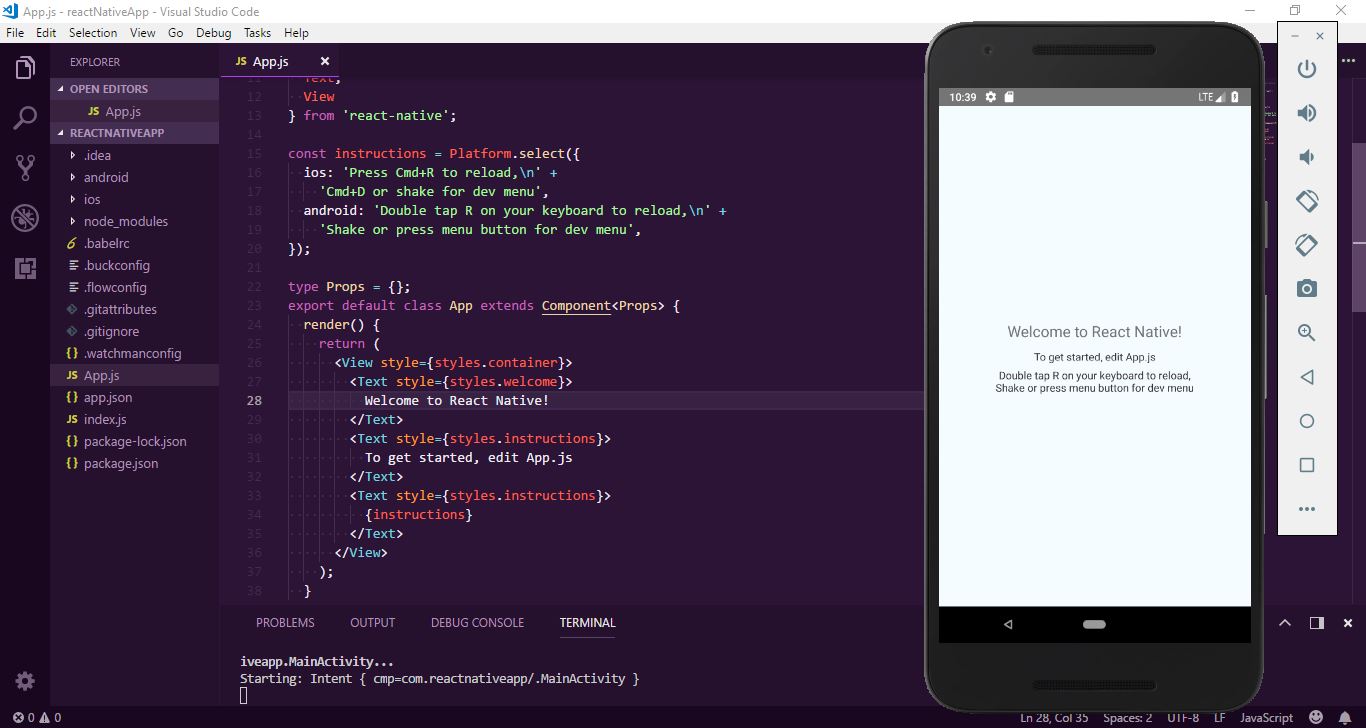 App.js - reactNativeApp - Visual Studio Code
File Edit Selection View Go Debug Tasks Help
EXPLORER
OPEN EDITORS
JS App.js
REACTNATIVEAPP
.idea
android
ios
node_modules
.babelrc
.buckconfig
.flowconfig
.gitattributes
.gitignore
{} .watchmanconfig
JS App.js
{} app.json
JS index.js
{} package-lock.json
{} package.json
JS App.js
11 Text,
12 View
13 } from 'react-native';
14
15 const instructions = Platform.select({
16 ios: 'Press Cmd+R to reload,\n' +
17 'Cmd+D or shake for dev menu',
18 android: 'Double tap R on your keyboard to reload,\n' +
19 'Shake or press menu button for dev menu',
20 });
21
22 type Props = {};
23 export default class App extends Component<Props> {
24 render() {
25 return (
26 <View style={styles.container}>
27 <Text style={styles.welcome}>
28 Welcome to React Native!
29 </Text>
30 <Text style={styles.instructions}>
31 To get started, edit App.js
32 </Text>
33 <Text style={styles.instructions}>
34 {instructions}
35 </Text>
36 </View>
37 );
38 }
PROBLEMS OUTPUT DEBUG CONSOLE TERMINAL
iveapp.MainActivity...
Starting: Intent { cmp=com.reactnativeapp/.MainActivity }
10:39 LTE
Welcome to React Native!
To get started, edit App.js
Double tap R on your keyboard to reload,
Shake or press menu button for dev menu
0 0 Ln 28, Col 35 Spaces: 2 UTF-8 LF JavaScript